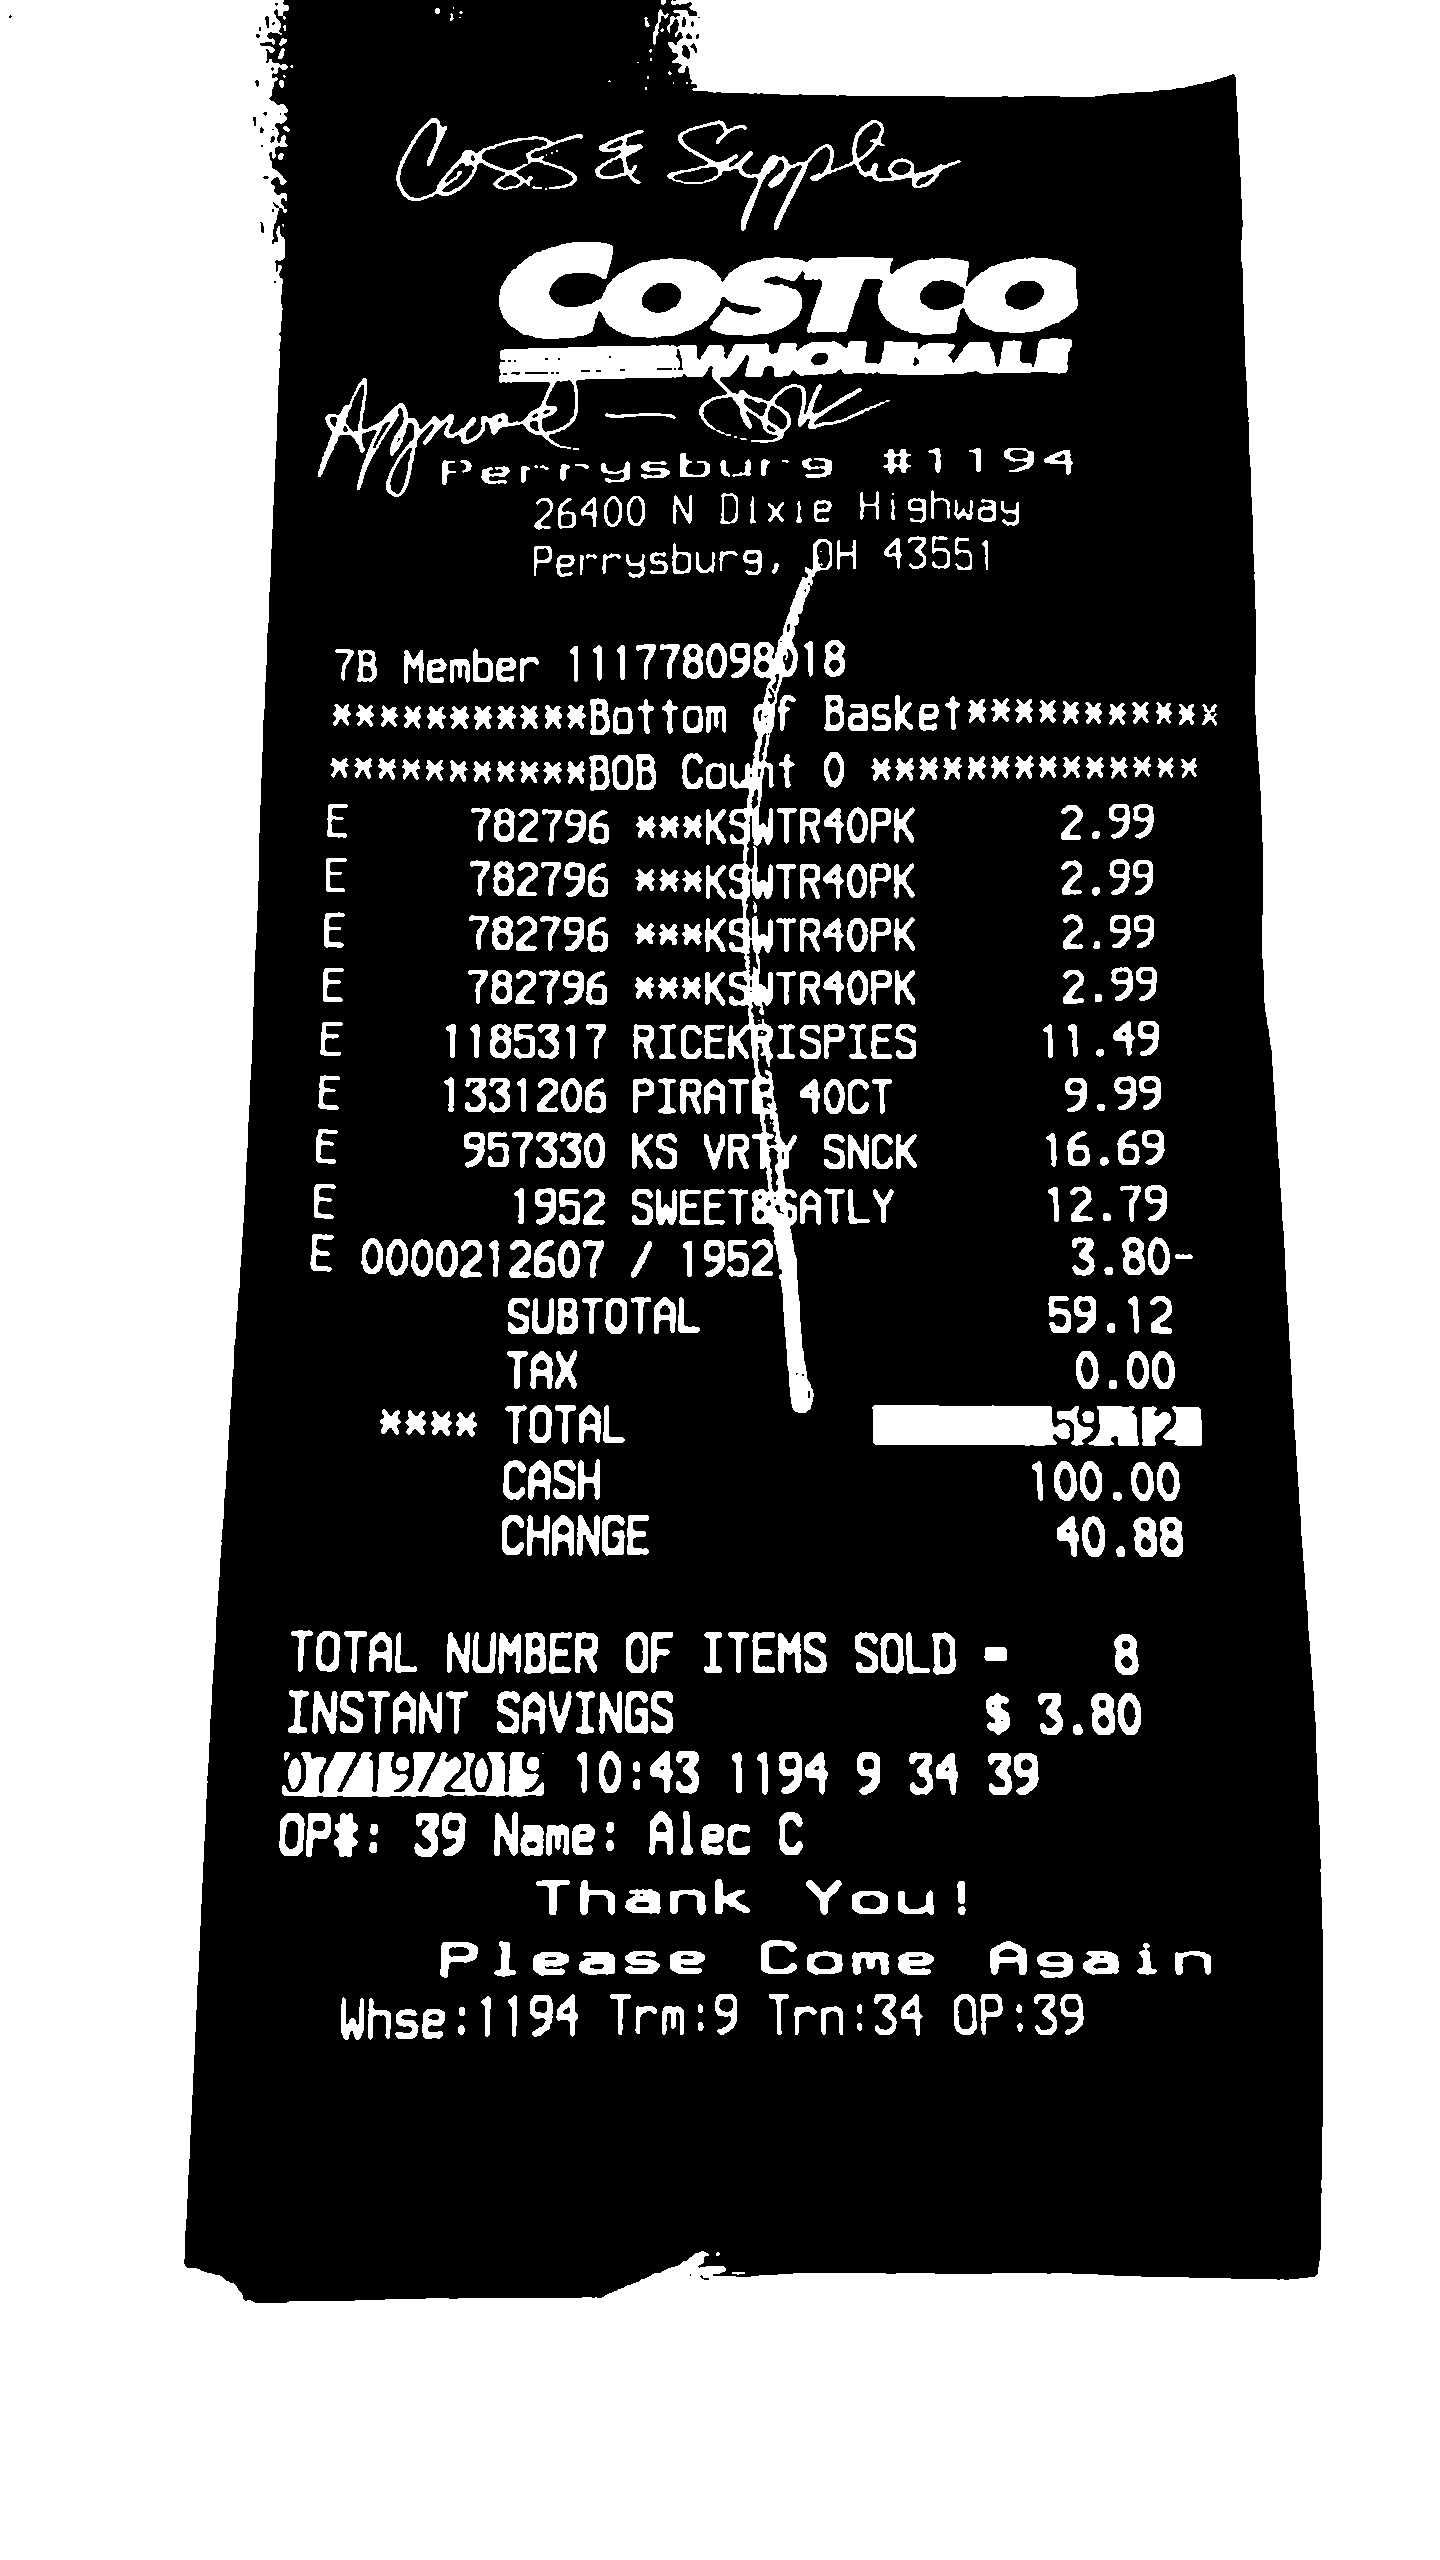 Coss & Supplies
COSTCO
WHOLESALE
Approved —
Perrysburg #1194
26400 N Dixie Highway
Perrysburg, OH 43551
7B Member 111778098018
***********Bottom of Basket***********
***********BOB Count 0 **************
E 782796 ***KSWTR40PK 2.99
E 782796 ***KSWTR40PK 2.99
E 782796 ***KSWTR40PK 2.99
E 782796 ***KSWTR40PK 2.99
E 1185317 RICEKRISPIES 11.49
E 1331206 PIRATE 40CT 9.99
E 957330 KS VRTY SNCK 16.69
E 1952 SWEET&SATLY 12.79
E 0000212607 / 1952 3.80-
SUBTOTAL 59.12
TAX 0.00
**** TOTAL 59.12
CASH 100.00
CHANGE 40.88
TOTAL NUMBER OF ITEMS SOLD = 8
INSTANT SAVINGS $ 3.80
07/19/2019 10:43 1194 9 34 39
OP#: 39 Name: Alec C
Thank You!
Please Come Again
Whse:1194 Trm:9 Trn:34 OP:39